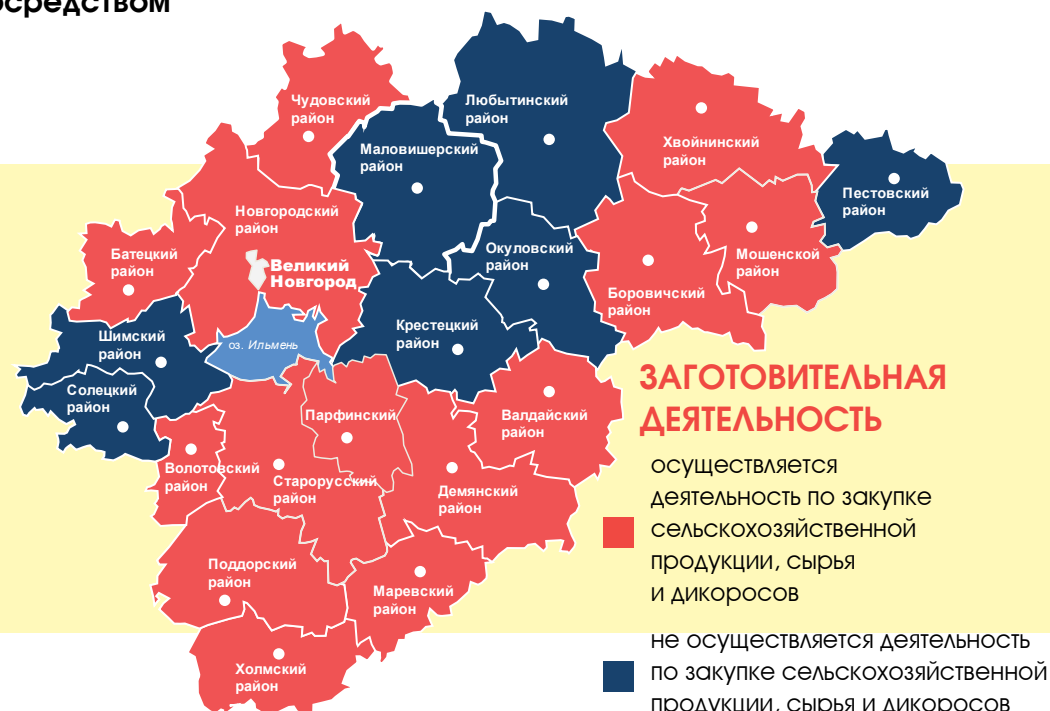 Чудовский
район
Любытинский
район
Маловишерский
район
Хвойнинский
район
Пестовский
район
Новгородский
район
Батецкий
район
Великий
Новгород
Окуловский
район
Мошенской
район
Боровичский
район
Шимский
район
оз. Ильмень
Крестецкий
район
Солецкий
район
ЗАГОТОВИТЕЛЬНАЯ
ДЕЯТЕЛЬНОСТЬ
Парфинский
Валдайский
район
Волотовский
район
Старорусский
район
Демянский
район
осуществляется
деятельность по закупке
сельскохозяйственной
продукции, сырья
и дикоросов
Поддорский
район
Маревский
район
Холмский
район
не осуществляется деятельность
по закупке сельскохозяйственной
продукции, сырья и дикоросов